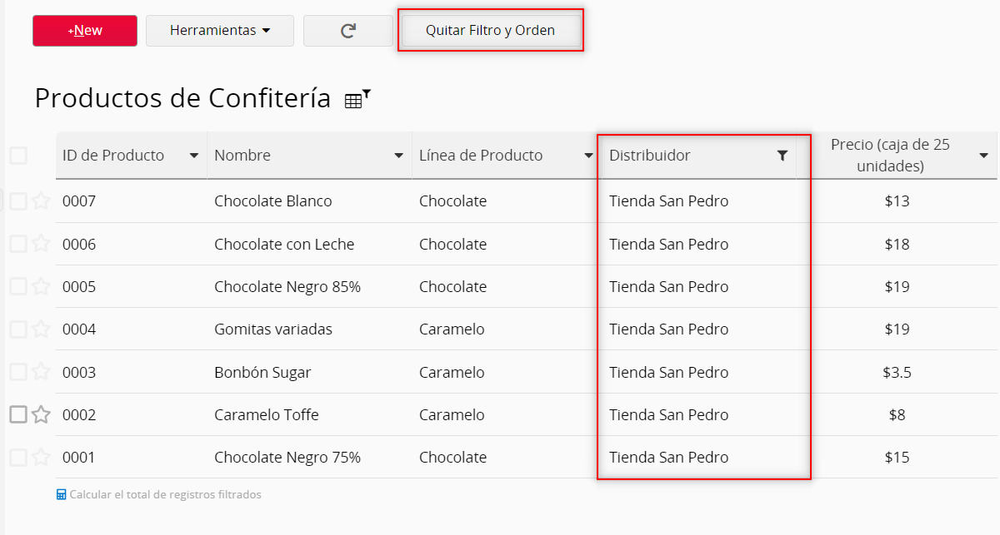 +New Herramientas Quitar Filtro y Orden
Productos de Confitería
ID de Producto Nombre Línea de Producto Distribuidor Precio (caja de 25
unidades)
0007 Chocolate Blanco Chocolate Tienda San Pedro $13
0006 Chocolate con Leche Chocolate Tienda San Pedro $18
0005 Chocolate Negro 85% Chocolate Tienda San Pedro $19
0004 Gomitas variadas Caramelo Tienda San Pedro $19
0003 Bonbón Sugar Caramelo Tienda San Pedro $3.5
0002 Caramelo Toffe Caramelo Tienda San Pedro $8
0001 Chocolate Negro 75% Chocolate Tienda San Pedro $15
Calcular el total de registros filtrados